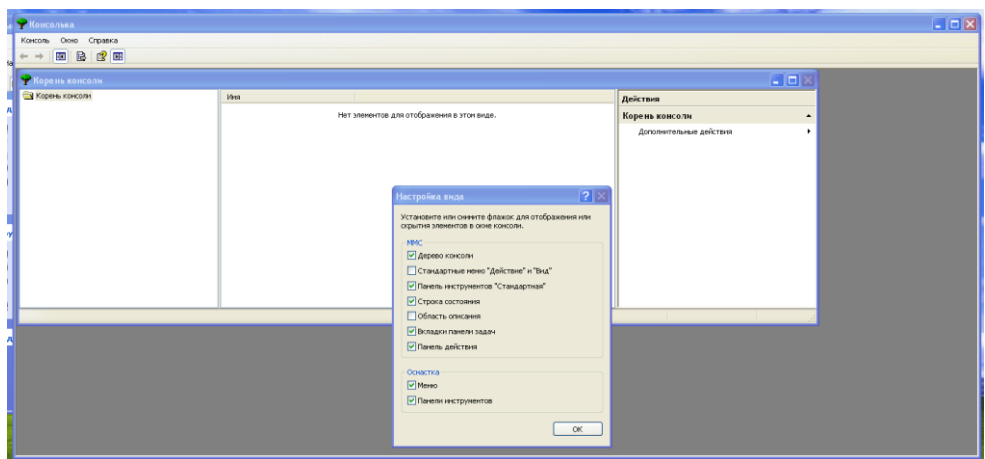 Консолька
Консоль Окно Справка
Корень консоли
Корень консоли
Имя
Нет элементов для отображения в этом виде.
Действия
Корень консоли
Дополнительные действия
Настройка вида
Установите или снимите флажок для отображения или
скрытия элементов в окне консоли.
MMC
Дерево консоли
Стандартные меню "Действие" и "Вид"
Панель инструментов "Стандартная"
Строка состояния
Область описания
Вкладки панели задач
Панель действия
Оснастка
Меню
Панели инструментов
ОК